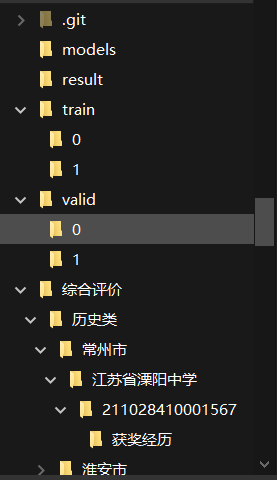 .git
models
result
train
0
1
valid
0
1
综合评价
历史类
常州市
江苏省溧阳中学
211028410001567
获奖经历
淮安市